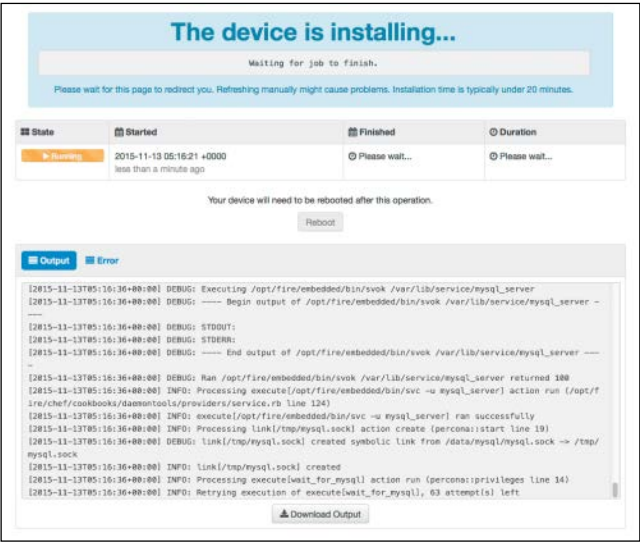 The device is installing...
Waiting for job to finish.
Please wait for this page to redirect you. Refreshing manually might cause problems. Installation time is typically under 20 minutes.
State Started Finished Duration
Running 2015-11-13 05:16:21 +0000 Please wait... Please wait...
less than a minute ago
Your device will need to be rebooted after this operation.
Reboot
Output Error
[2015-11-13T05:16:36+00:00] DEBUG: Executing /opt/fire/embedded/bin/svok /var/lib/service/mysql_server
[2015-11-13T05:16:36+00:00] DEBUG: ---- Begin output of /opt/fire/embedded/bin/svok /var/lib/service/mysql_server -
---
[2015-11-13T05:16:36+00:00] DEBUG: STDOUT:
[2015-11-13T05:16:36+00:00] DEBUG: STDERR:
[2015-11-13T05:16:36+00:00] DEBUG: ---- End output of /opt/fire/embedded/bin/svok /var/lib/service/mysql_server ---
-
[2015-11-13T05:16:36+00:00] DEBUG: Ran /opt/fire/embedded/bin/svok /var/lib/service/mysql_server returned 100
[2015-11-13T05:16:36+00:00] INFO: Processing execute[/opt/fire/embedded/bin/svc -u mysql_server] action run (/opt/f
ire/chef/cookbooks/daemontools/providers/service.rb line 124)
[2015-11-13T05:16:36+00:00] INFO: execute[/opt/fire/embedded/bin/svc -u mysql_server] ran successfully
[2015-11-13T05:16:36+00:00] INFO: Processing link[/tmp/mysql.sock] action create (percona::start line 19)
[2015-11-13T05:16:36+00:00] DEBUG: link[/tmp/mysql.sock] created symbolic link from /data/mysql/mysql.sock -> /tmp/
mysql.sock
[2015-11-13T05:16:36+00:00] INFO: link[/tmp/mysql.sock] created
[2015-11-13T05:16:36+00:00] INFO: Processing execute[wait_for_mysql] action run (percona::privileges line 14)
[2015-11-13T05:16:36+00:00] INFO: Retrying execution of execute[wait_for_mysql], 63 attempt[s] left
Download Output